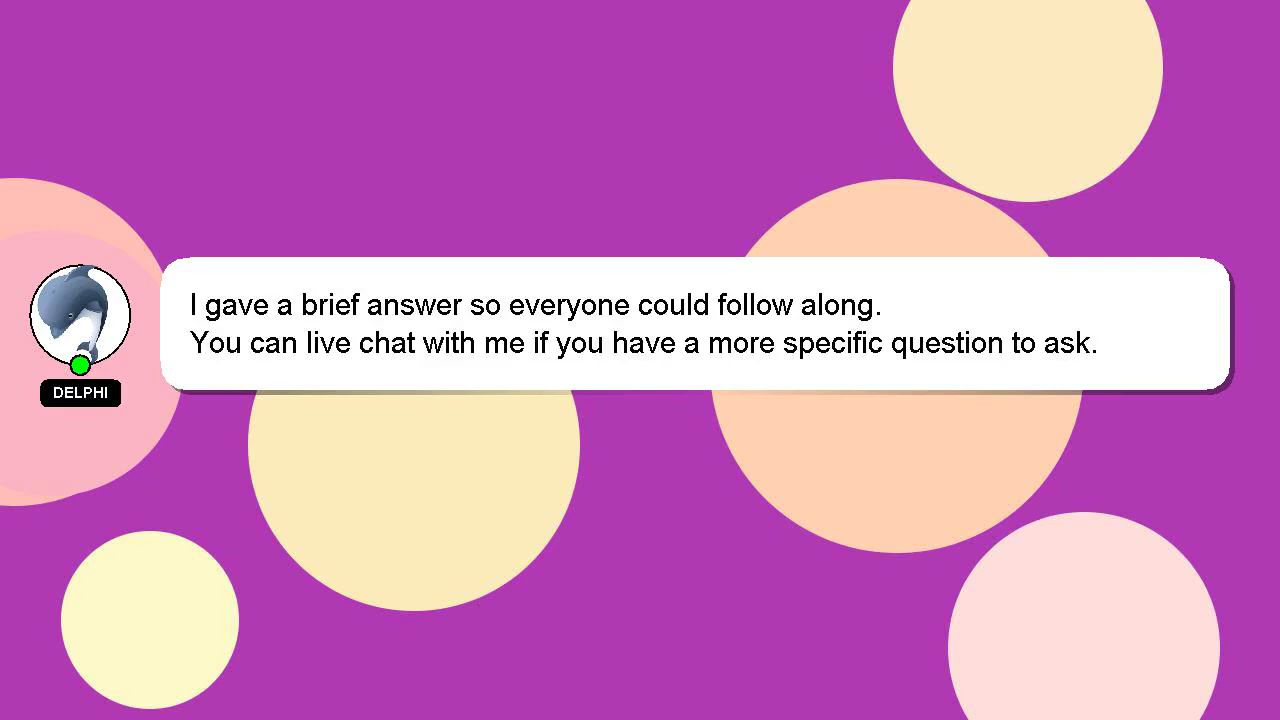 I gave a brief answer so everyone could follow along.
You can live chat with me if you have a more specific question to ask.
DELPHI